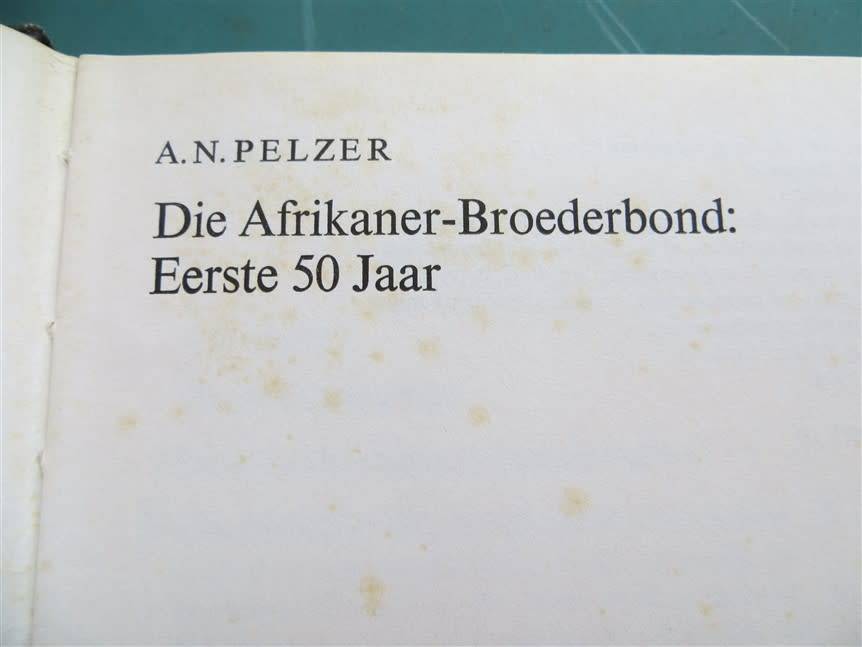 A. N. PELZER
Die Afrikaner-Broederbond:
Eerste 50 Jaar